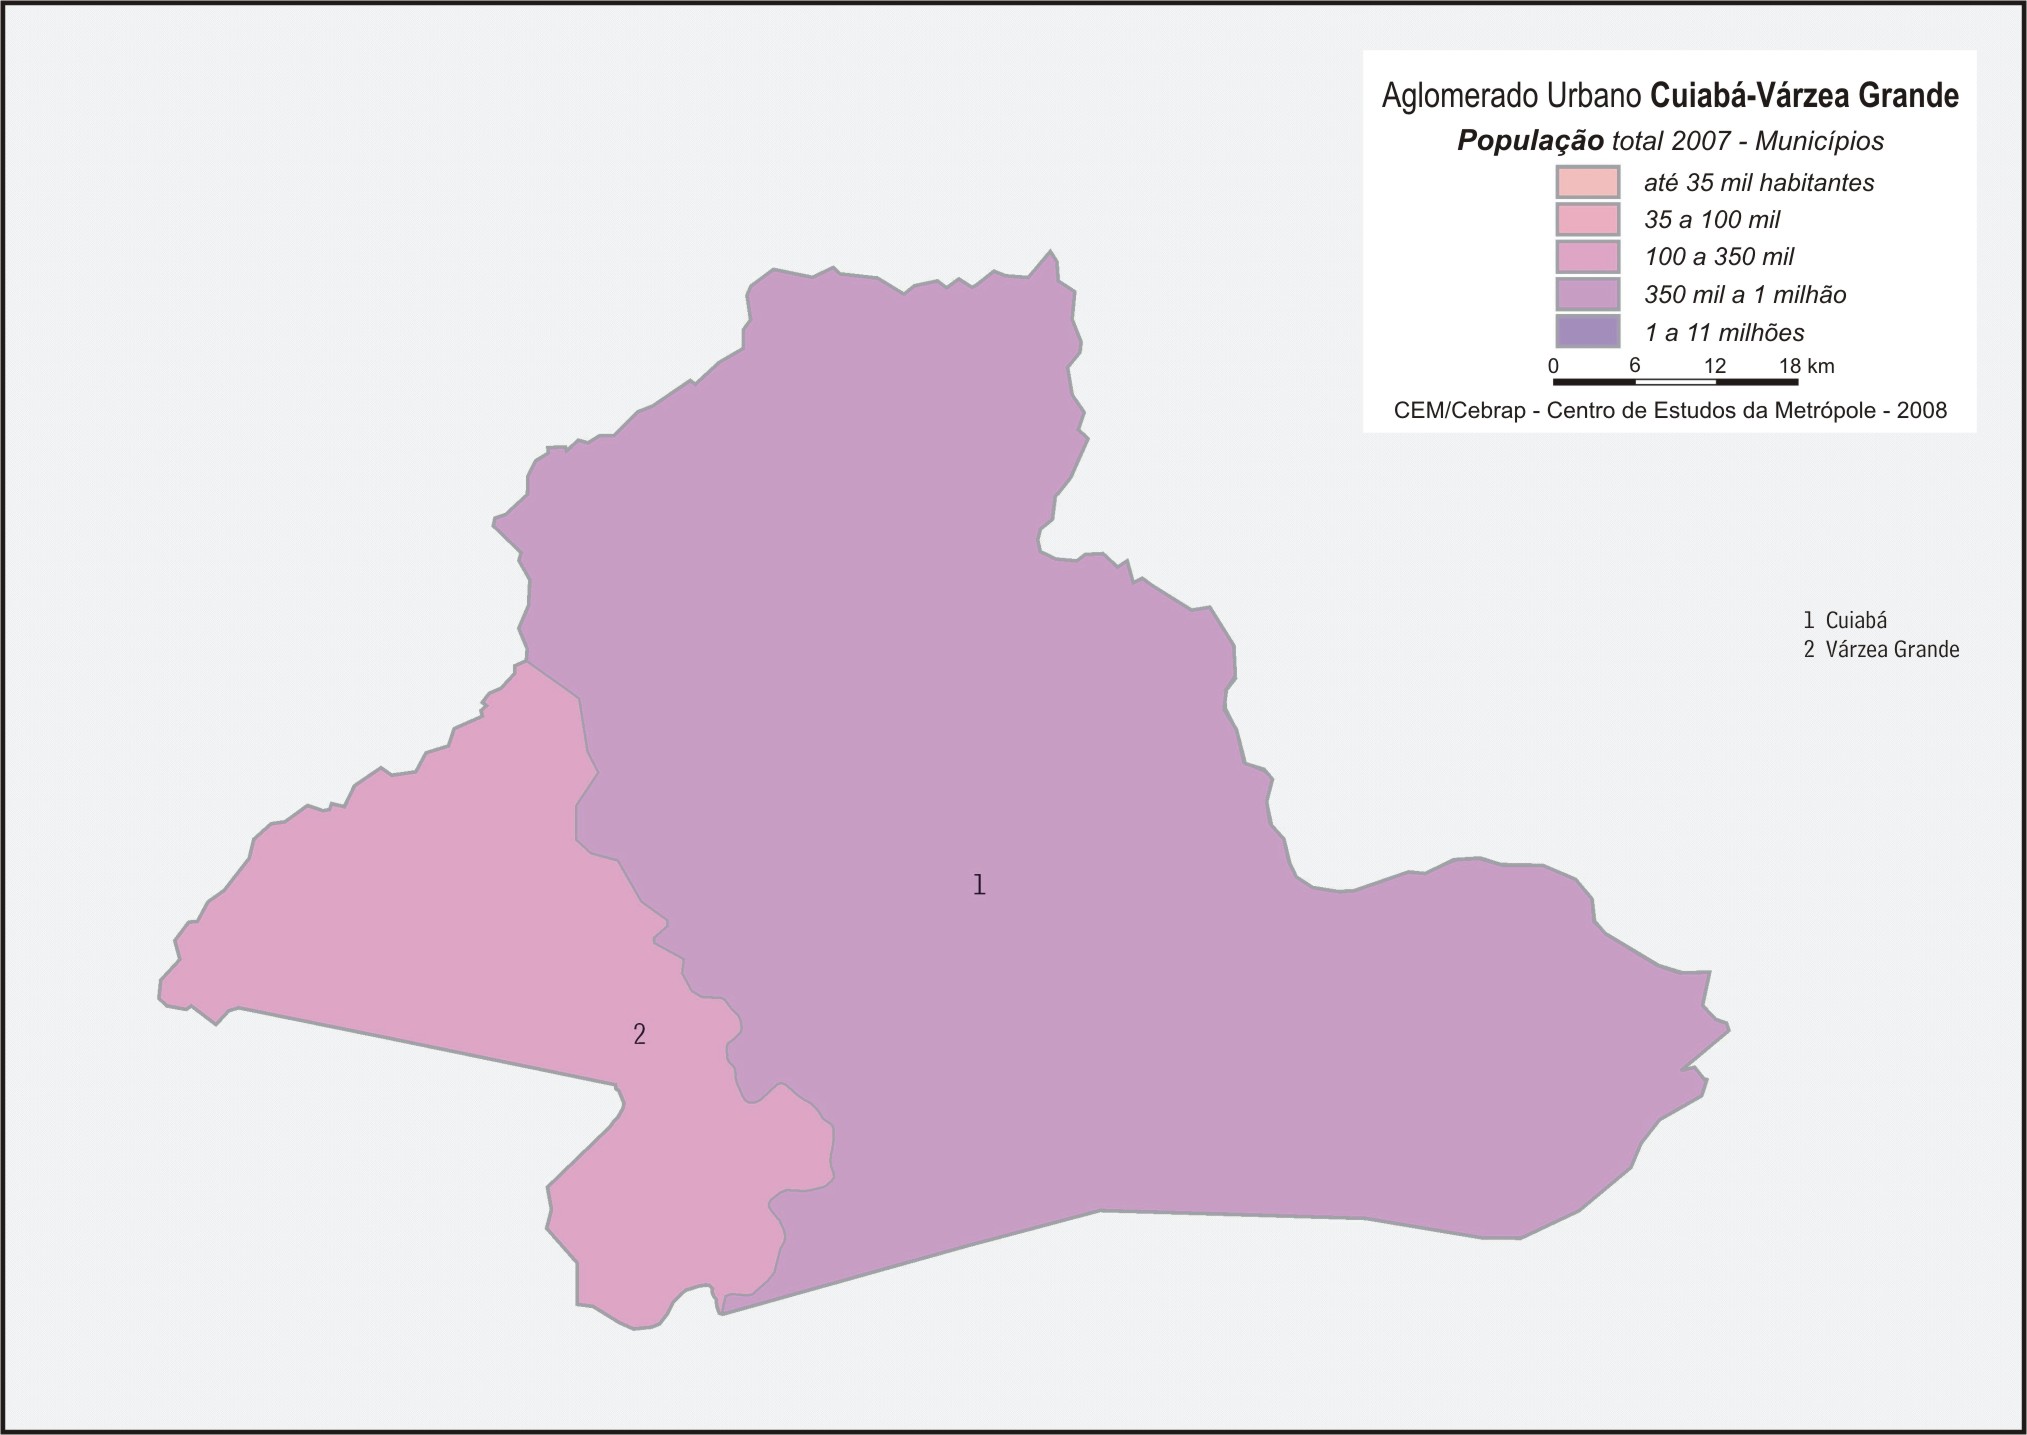 Aglomerado Urbano Cuiabá-Várzea Grande
População total 2007 - Municípios
até 35 mil habitantes
35 a 100 mil
100 a 350 mil
350 mil a 1 milhão
1 a 11 milhões
0 6 12 18 km
CEM/Cebrap - Centro de Estudos da Metrópole - 2008
1 Cuiabá
2 Várzea Grande
1
2